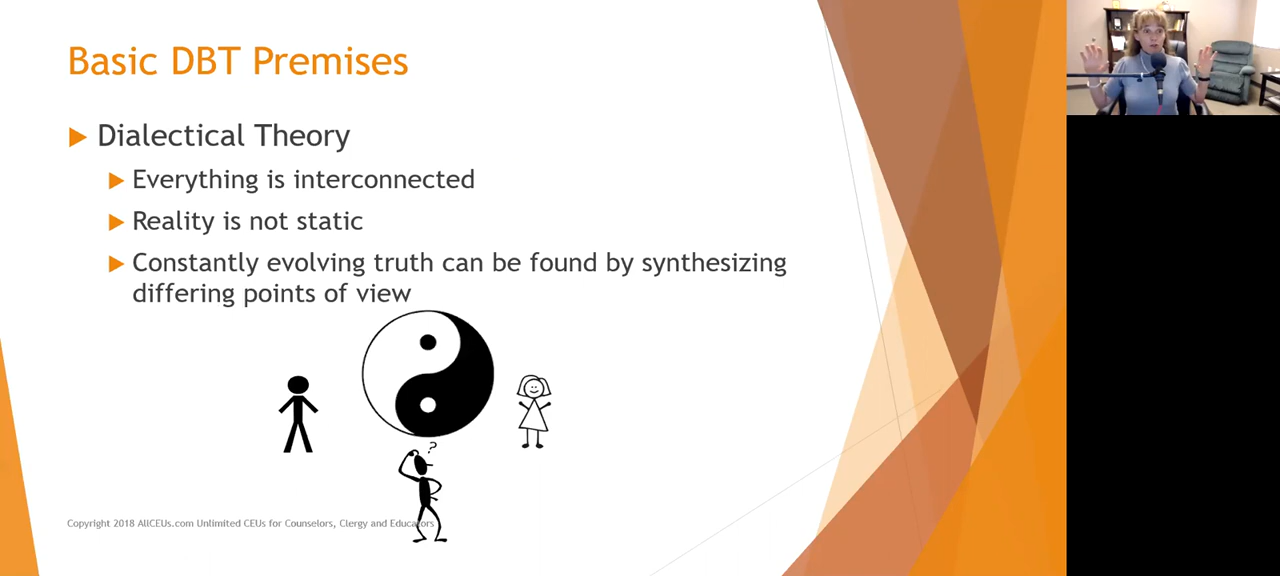 Basic DBT Premises
Dialectical Theory
Everything is interconnected
Reality is not static
Constantly evolving truth can be found by synthesizing
differing points of view
?
Copyright 2018 AllCEUs.com Unlimited CEUs for Counselors, Clergy and Educators